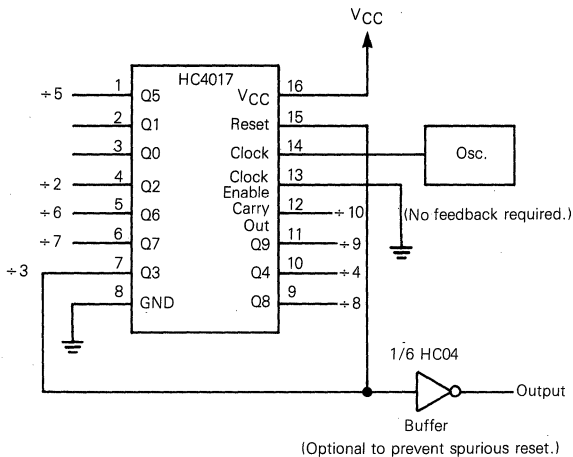 VCC
HC4017
÷5 1 Q5 VCC 16
2 Q1 Reset 15
3 Q0 Clock 14 Osc.
÷2 4 Q2 Clock Enable 13
÷6 5 Q6 Carry Out 12 ÷10
(No feedback required.)
÷7 6 Q7 Q9 11 ÷9
÷3 7 Q3 Q4 10 ÷4
8 GND Q8 9 ÷8
1/6 HC04
Output
Buffer
(Optional to prevent spurious reset.)